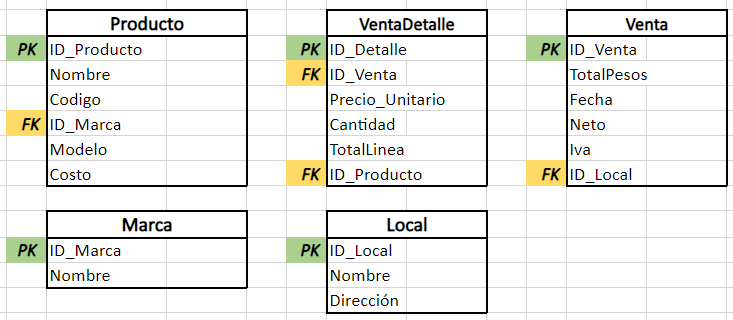 Producto
PK ID_Producto
Nombre
Codigo
FK ID_Marca
Modelo
Costo
VentaDetalle
PK ID_Detalle
FK ID_Venta
Precio_Unitario
Cantidad
TotalLinea
FK ID_Producto
Venta
PK ID_Venta
TotalPesos
Fecha
Neto
Iva
FK ID_Local
Marca
PK ID_Marca
Nombre
Local
PK ID_Local
Nombre
Dirección